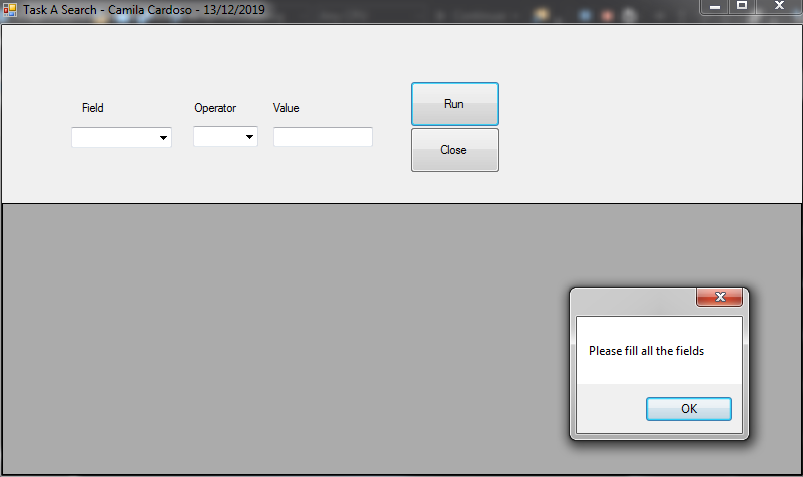 Task A Search - Camila Cardoso - 13/12/2019
Field Operator Value
Run
Close
Please fill all the fields
OK